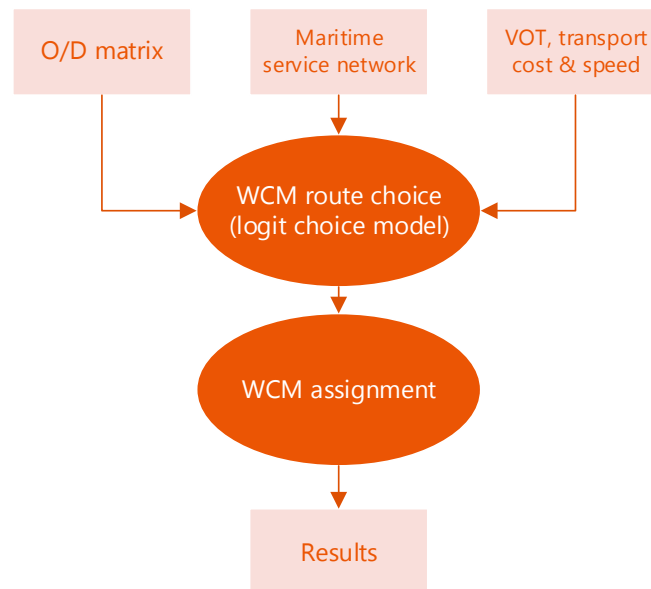 O/D matrix
Maritime
service network
VOT, transport
cost & speed
WCM route choice
(logit choice model)
WCM assignment
Results